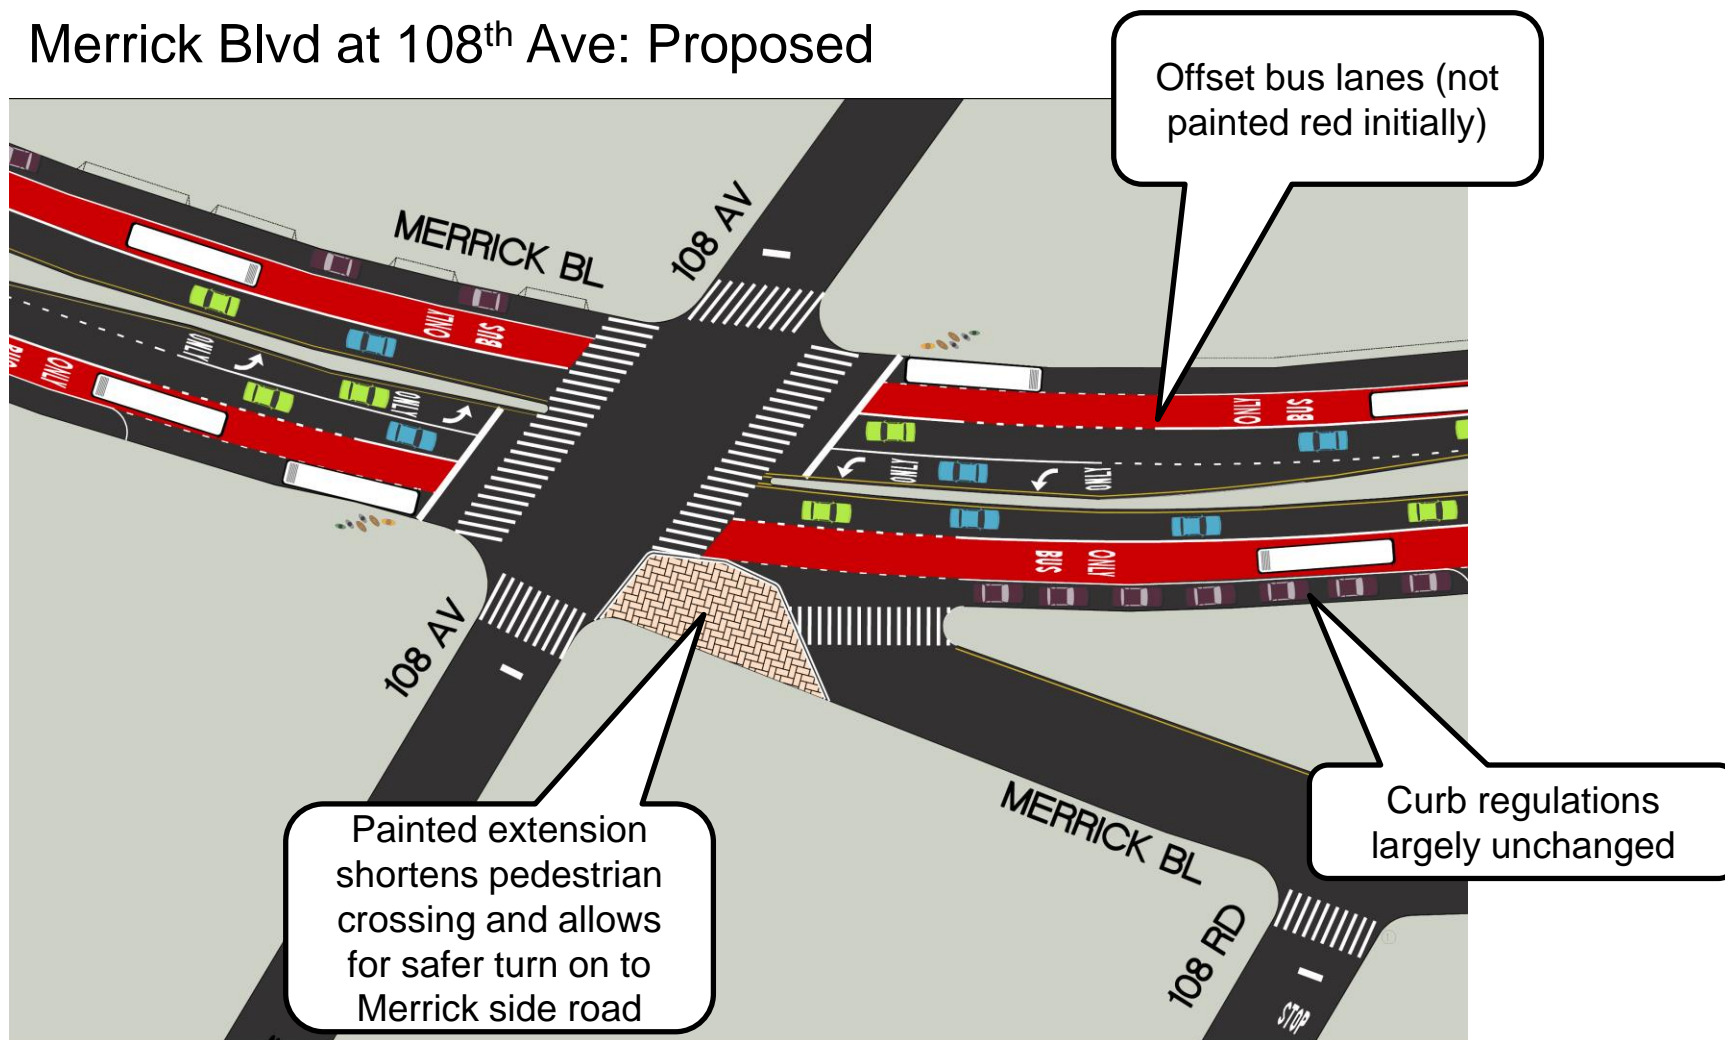 Merrick Blvd at 108th Ave: Proposed
Offset bus lanes (not
painted red initially)
MERRICK BL
108 AV
ONLY
BUS
ONLY
ONLY
BUS
ONLY
ONLY
BUS
ONLY
ONLY
BUS
ONLY
108 AV
MERRICK BL
Curb regulations
largely unchanged
Painted extension
shortens pedestrian
crossing and allows
for safer turn on to
Merrick side road
108 RD
STOP